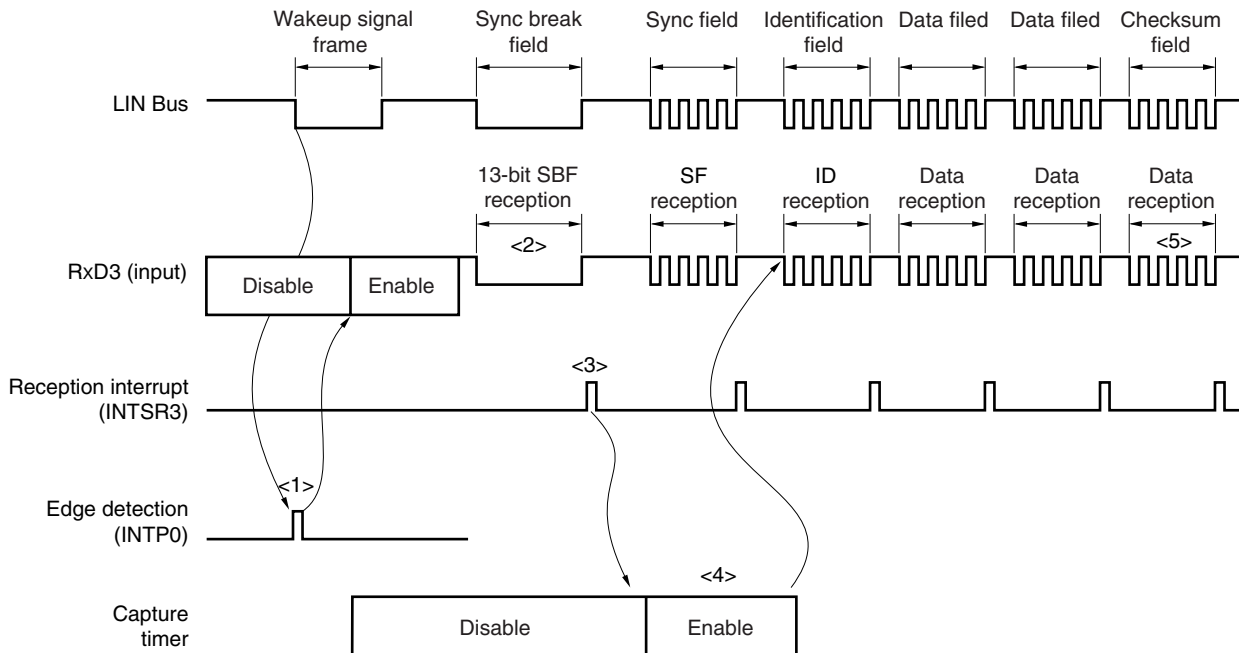 Wakeup signal
frame
Sync break
field
Sync field
Identification
field
Data filed
Data filed
Checksum
field
LIN Bus
13-bit SBF
reception
SF
reception
ID
reception
Data
reception
Data
reception
Data
reception
<2>
<5>
RxD3 (input)
Disable
Enable
Reception interrupt
(INTSR3)
<3>
Edge detection
(INTP0)
<1>
Capture
timer
Disable
<4>
Enable